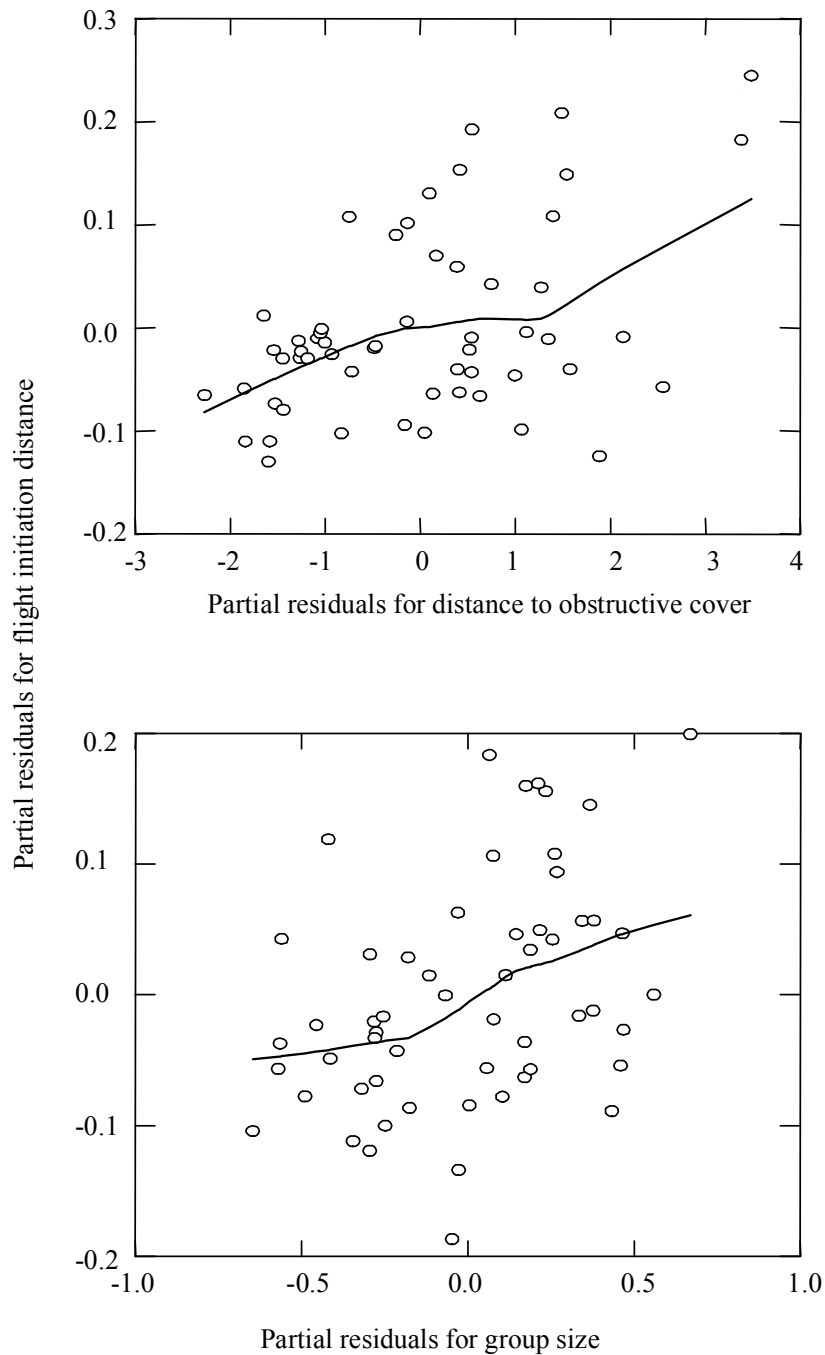 Partial residuals for flight initiation distance
0.3
0.2
0.1
0.0
-0.1
-0.2
-3 -2 -1 0 1 2 3 4
Partial residuals for distance to obstructive cover
0.2
0.1
0.0
-0.1
-0.2
-1.0 -0.5 0.0 0.5 1.0
Partial residuals for group size